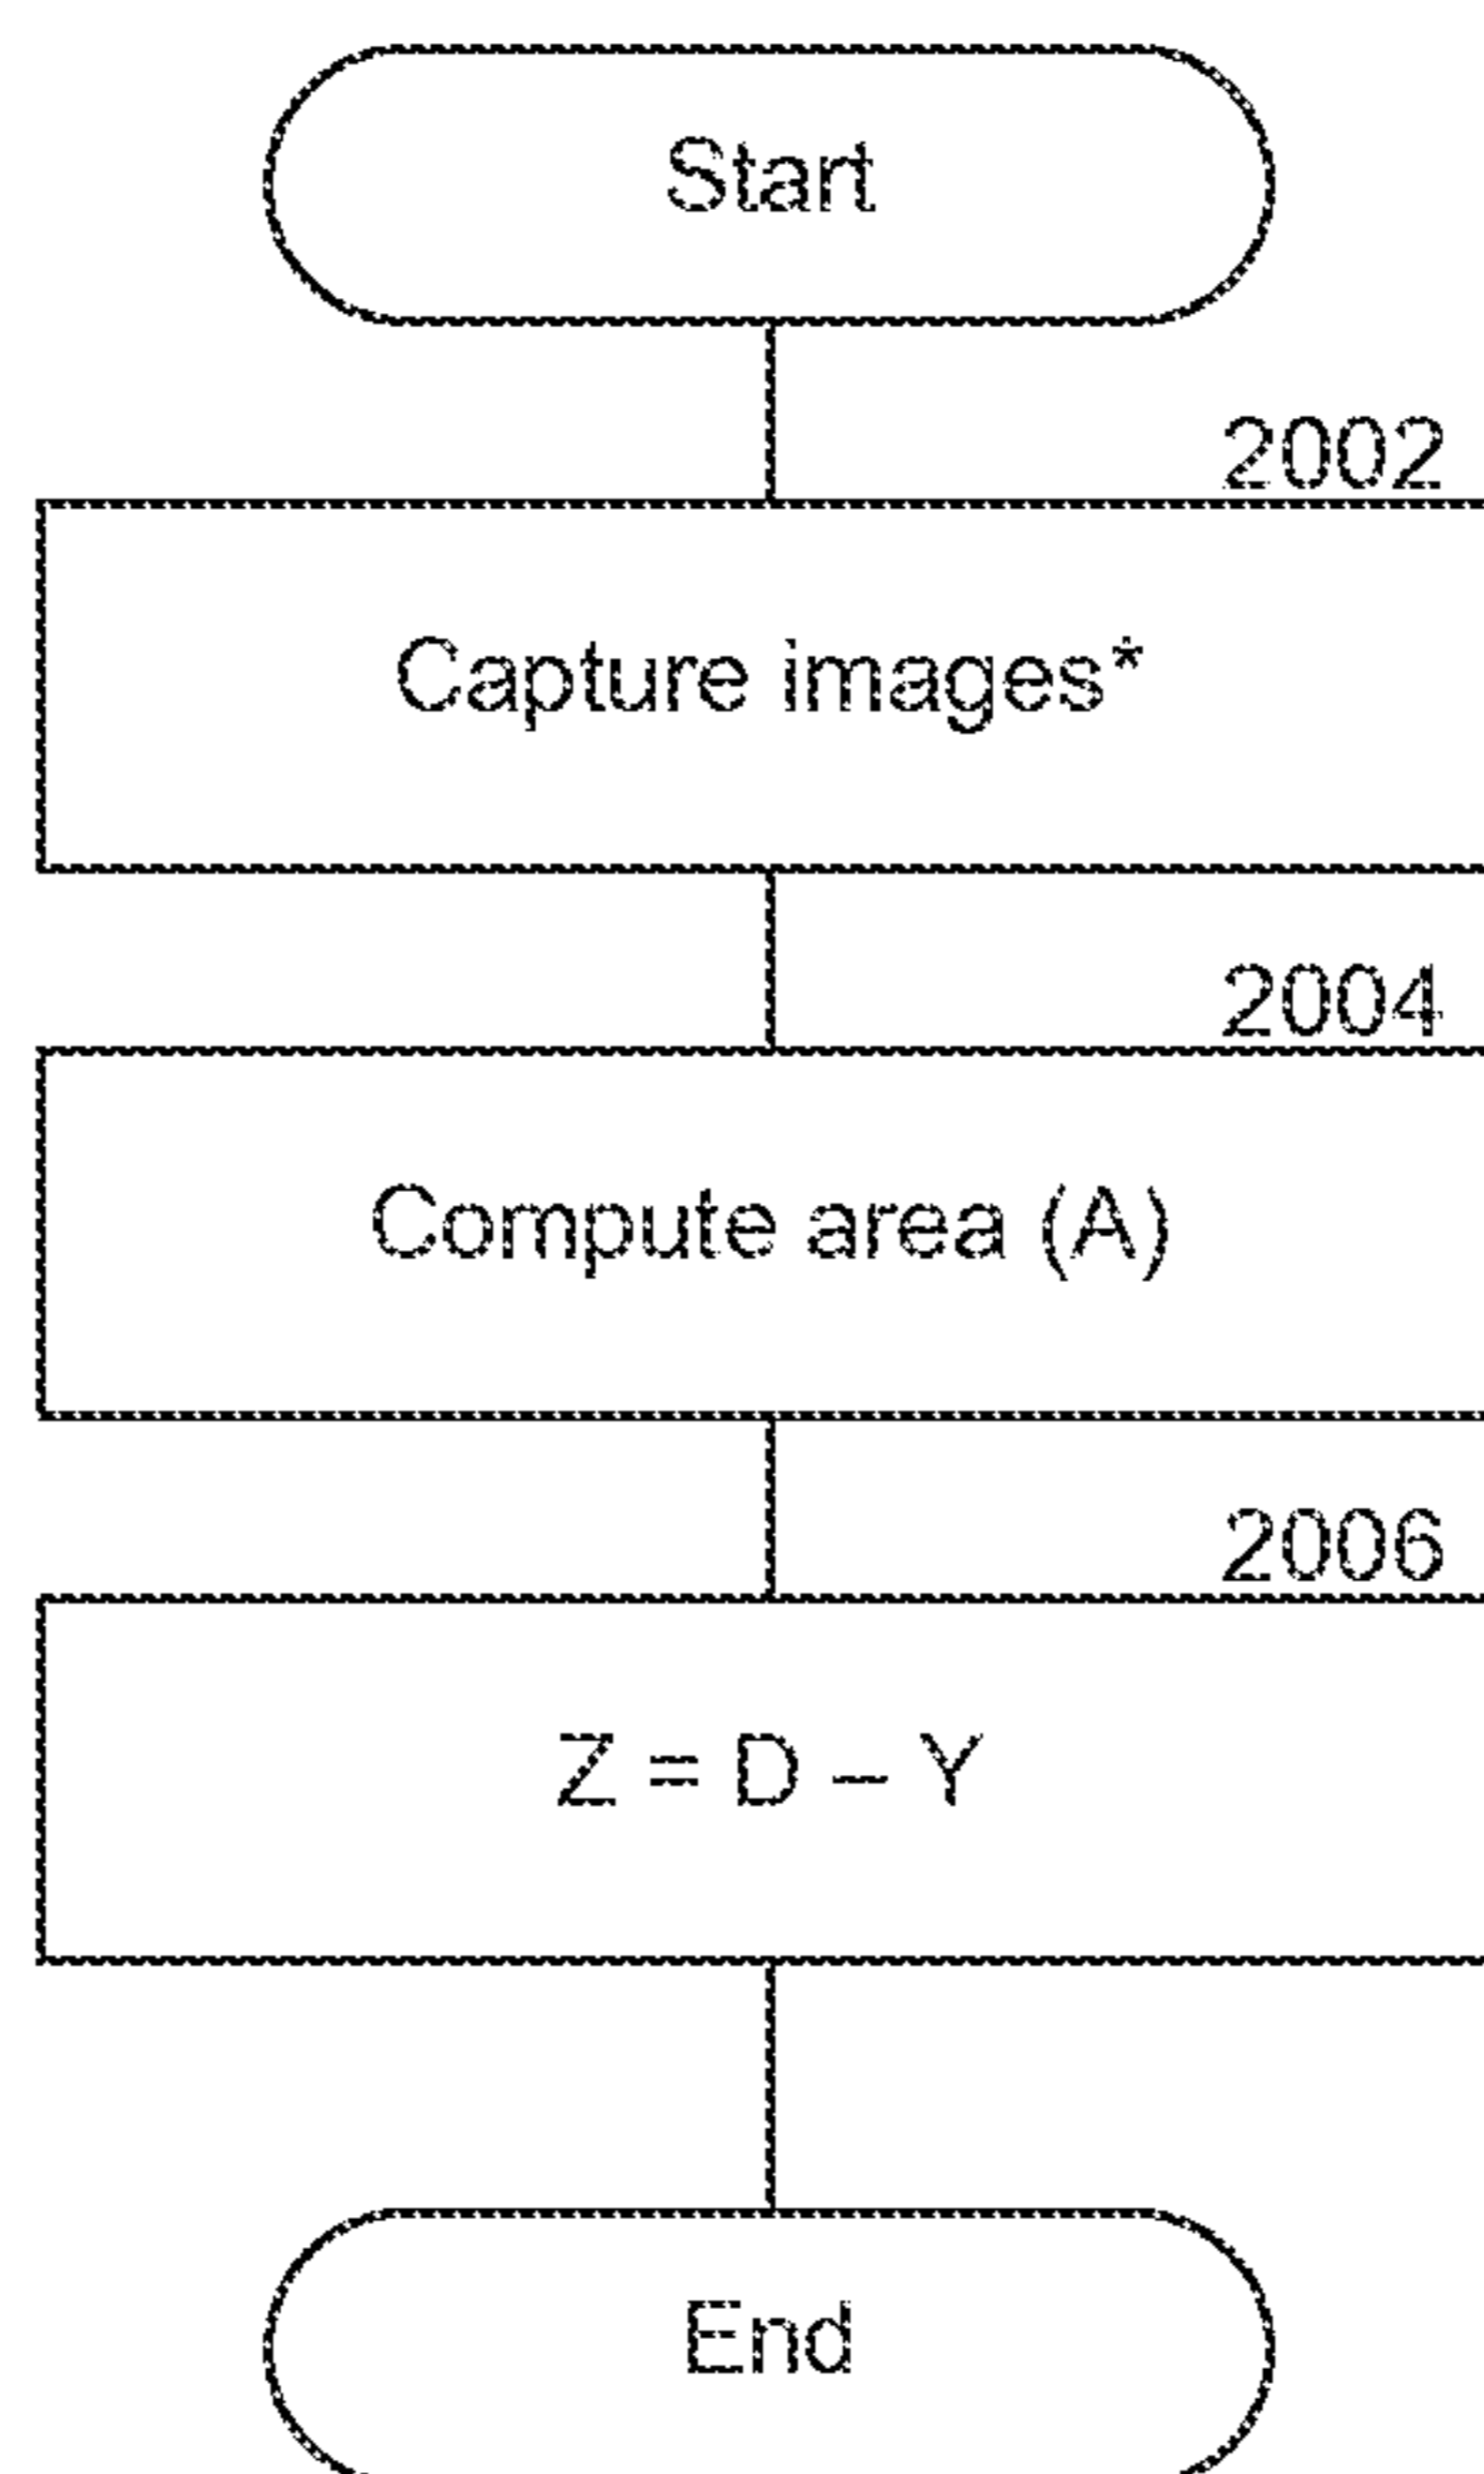 Start
2002
Capture images*
2004
Compute area (A)
2006
Z = D – Y
End